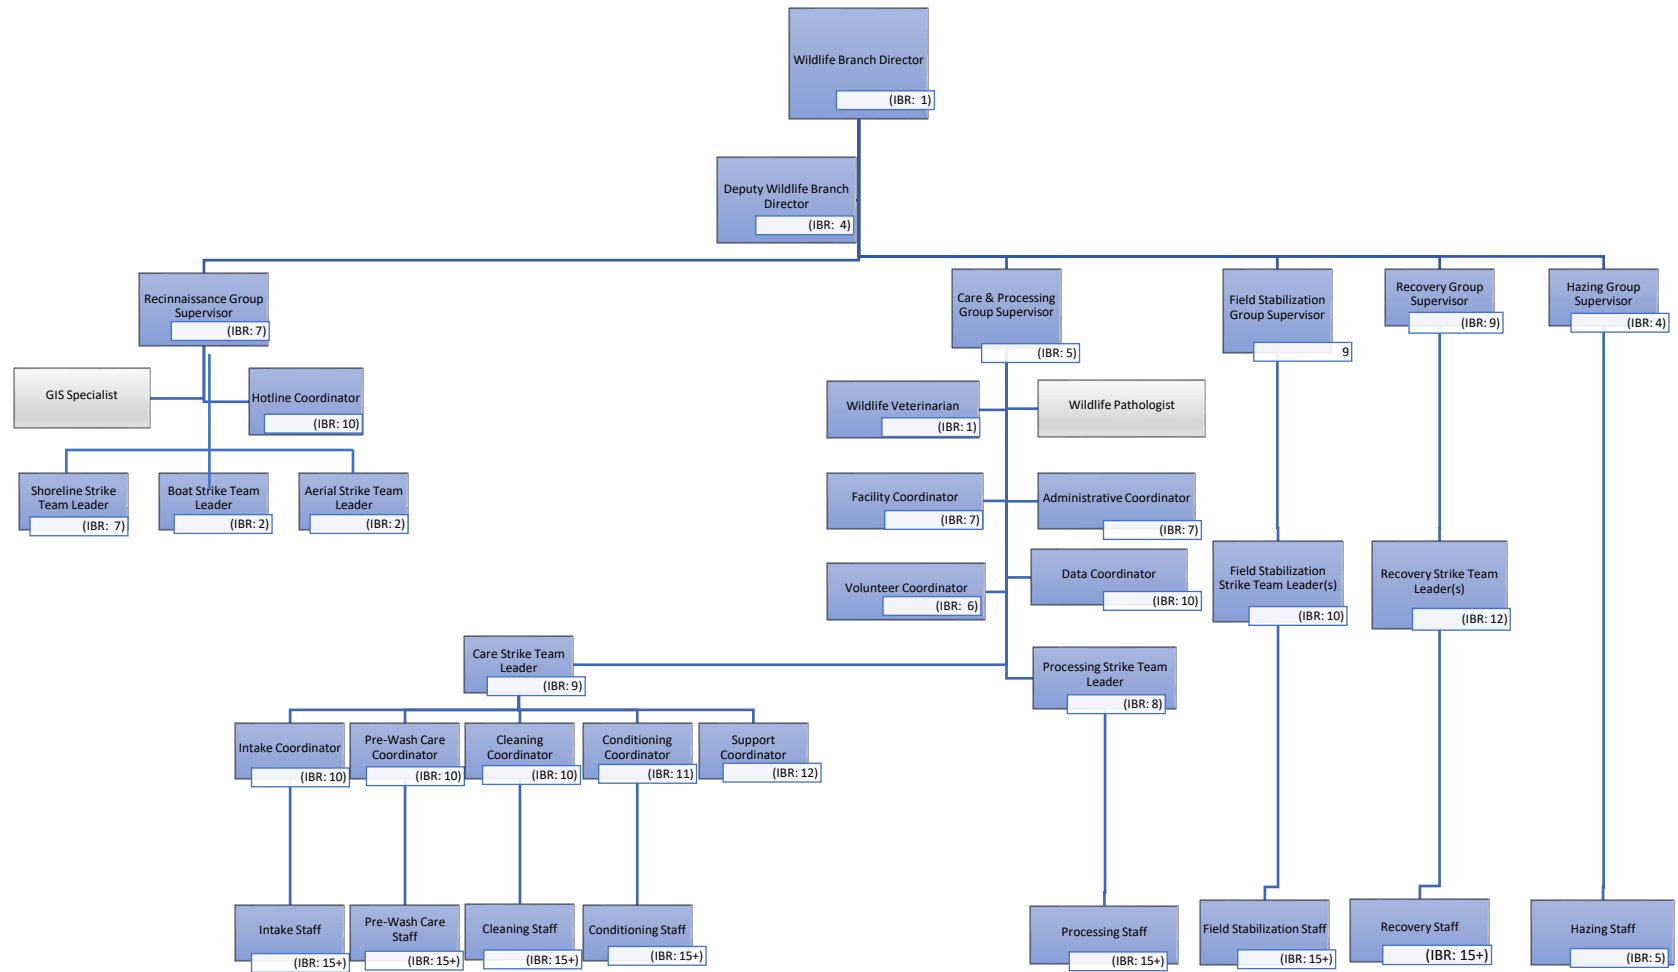 Wildlife Branch Director
(IBR:  1)
Deputy Wildlife Branch
Director
(IBR:  4)
Recinnaissance Group
Supervisor
(IBR: 7)
Care & Processing
Group Supervisor
(IBR: 5)
Field Stabilization
Group Supervisor
9
Recovery Group
Supervisor
(IBR: 9)
Hazing Group
Supervisor
(IBR: 4)
GIS Specialist
Hotline Coordinator
(IBR: 10)
Wildlife Veterinarian
(IBR: 1)
Wildlife Pathologist
Shoreline Strike
Team Leader
(IBR:  7)
Boat Strike Team
Leader
(IBR: 2)
Aerial Strike Team
Leader
(IBR: 2)
Facility Coordinator
(IBR: 7)
Administrative Coordinator
(IBR: 7)
Volunteer Coordinator
(IBR:  6)
Data Coordinator
(IBR: 10)
Field Stabilization
Strike Team Leader(s)
(IBR: 10)
Recovery Strike Team
Leader(s)
(IBR: 12)
Care Strike Team
Leader
(IBR: 9)
Processing Strike Team
Leader
(IBR: 8)
Intake Coordinator
(IBR: 10)
Pre-Wash Care
Coordinator
(IBR: 10)
Cleaning
Coordinator
(IBR: 10)
Conditioning
Coordinator
(IBR: 11)
Support
Coordinator
(IBR: 12)
Intake Staff
(IBR: 15+)
Pre-Wash Care
Staff
(IBR: 15+)
Cleaning Staff
(IBR: 15+)
Conditioning Staff
(IBR: 15+)
Processing Staff
(IBR: 15+)
Field Stabilization Staff
(IBR: 15+)
Recovery Staff
(IBR: 15+)
Hazing Staff
(IBR: 5)